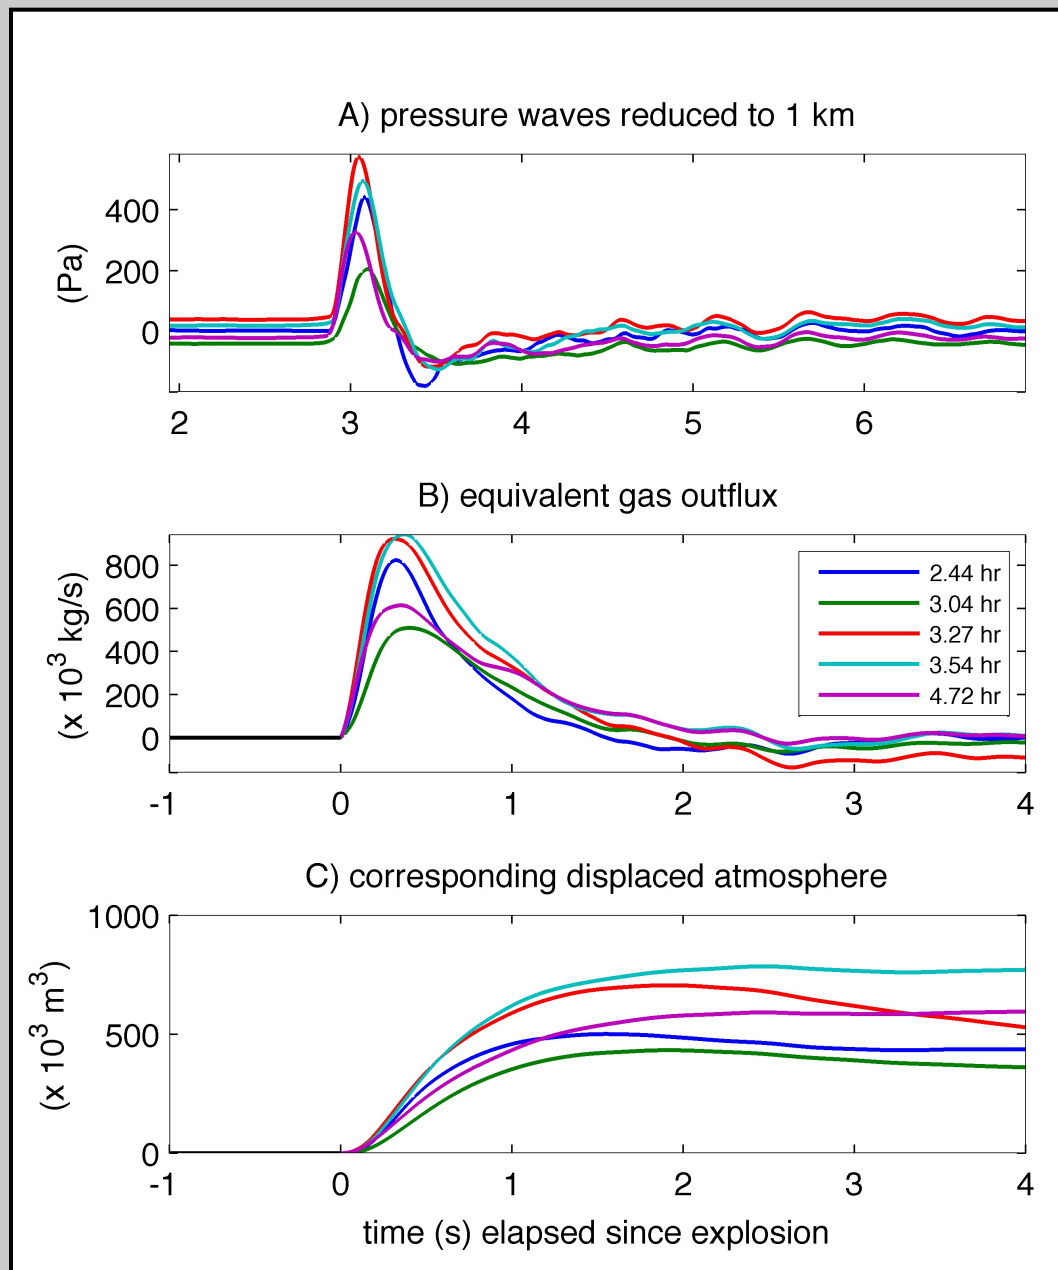 A) pressure waves reduced to 1 km
(Pa)
400
200
0
2 3 4 5 6
B) equivalent gas outflux
(x 10³ kg/s)
800
600
400
200
0
2.44 hr
3.04 hr
3.27 hr
3.54 hr
4.72 hr
-1 0 1 2 3 4
C) corresponding displaced atmosphere
(x 10³ m³)
1000
500
0
-1 0 1 2 3 4
time (s) elapsed since explosion